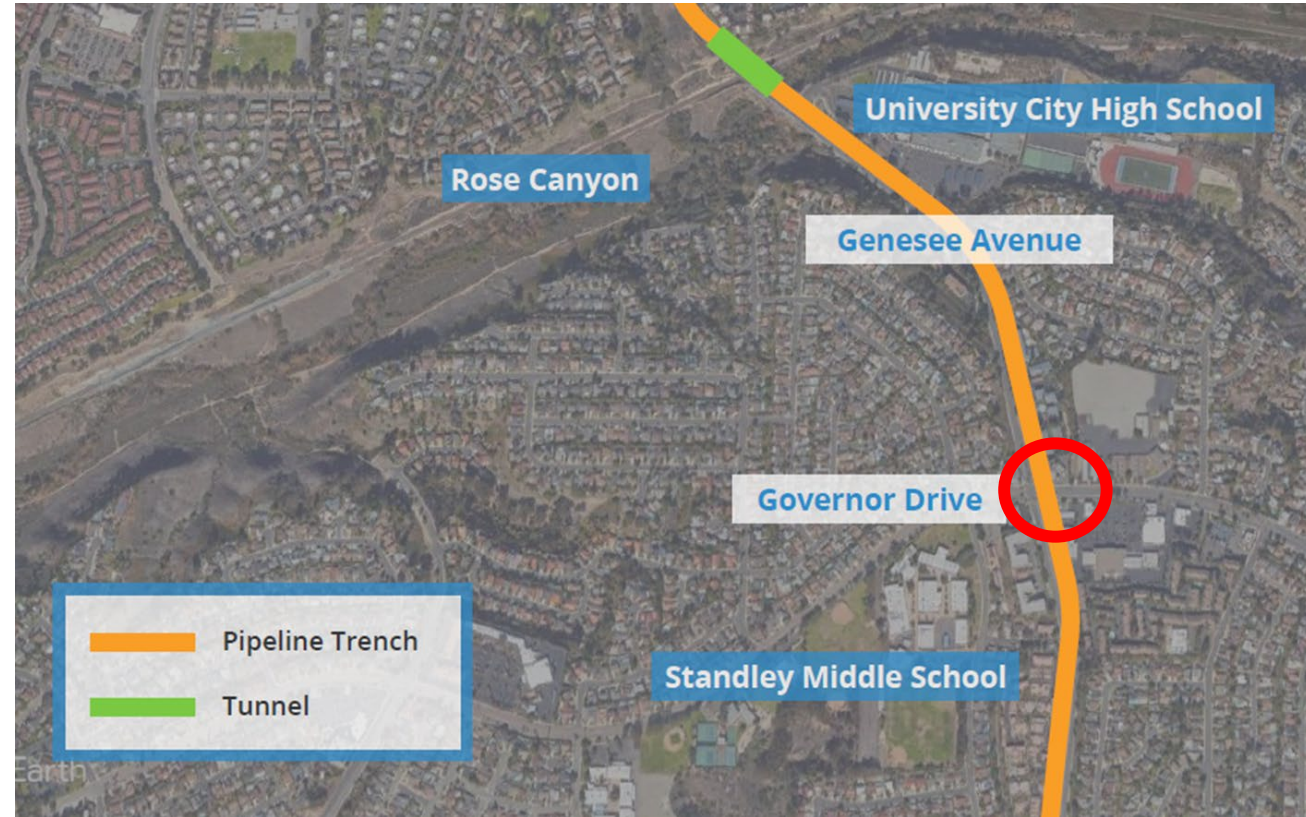 University City High School
Rose Canyon
Genesee Avenue
Governor Drive
Pipeline Trench
Standley Middle School
Tunnel
Earth